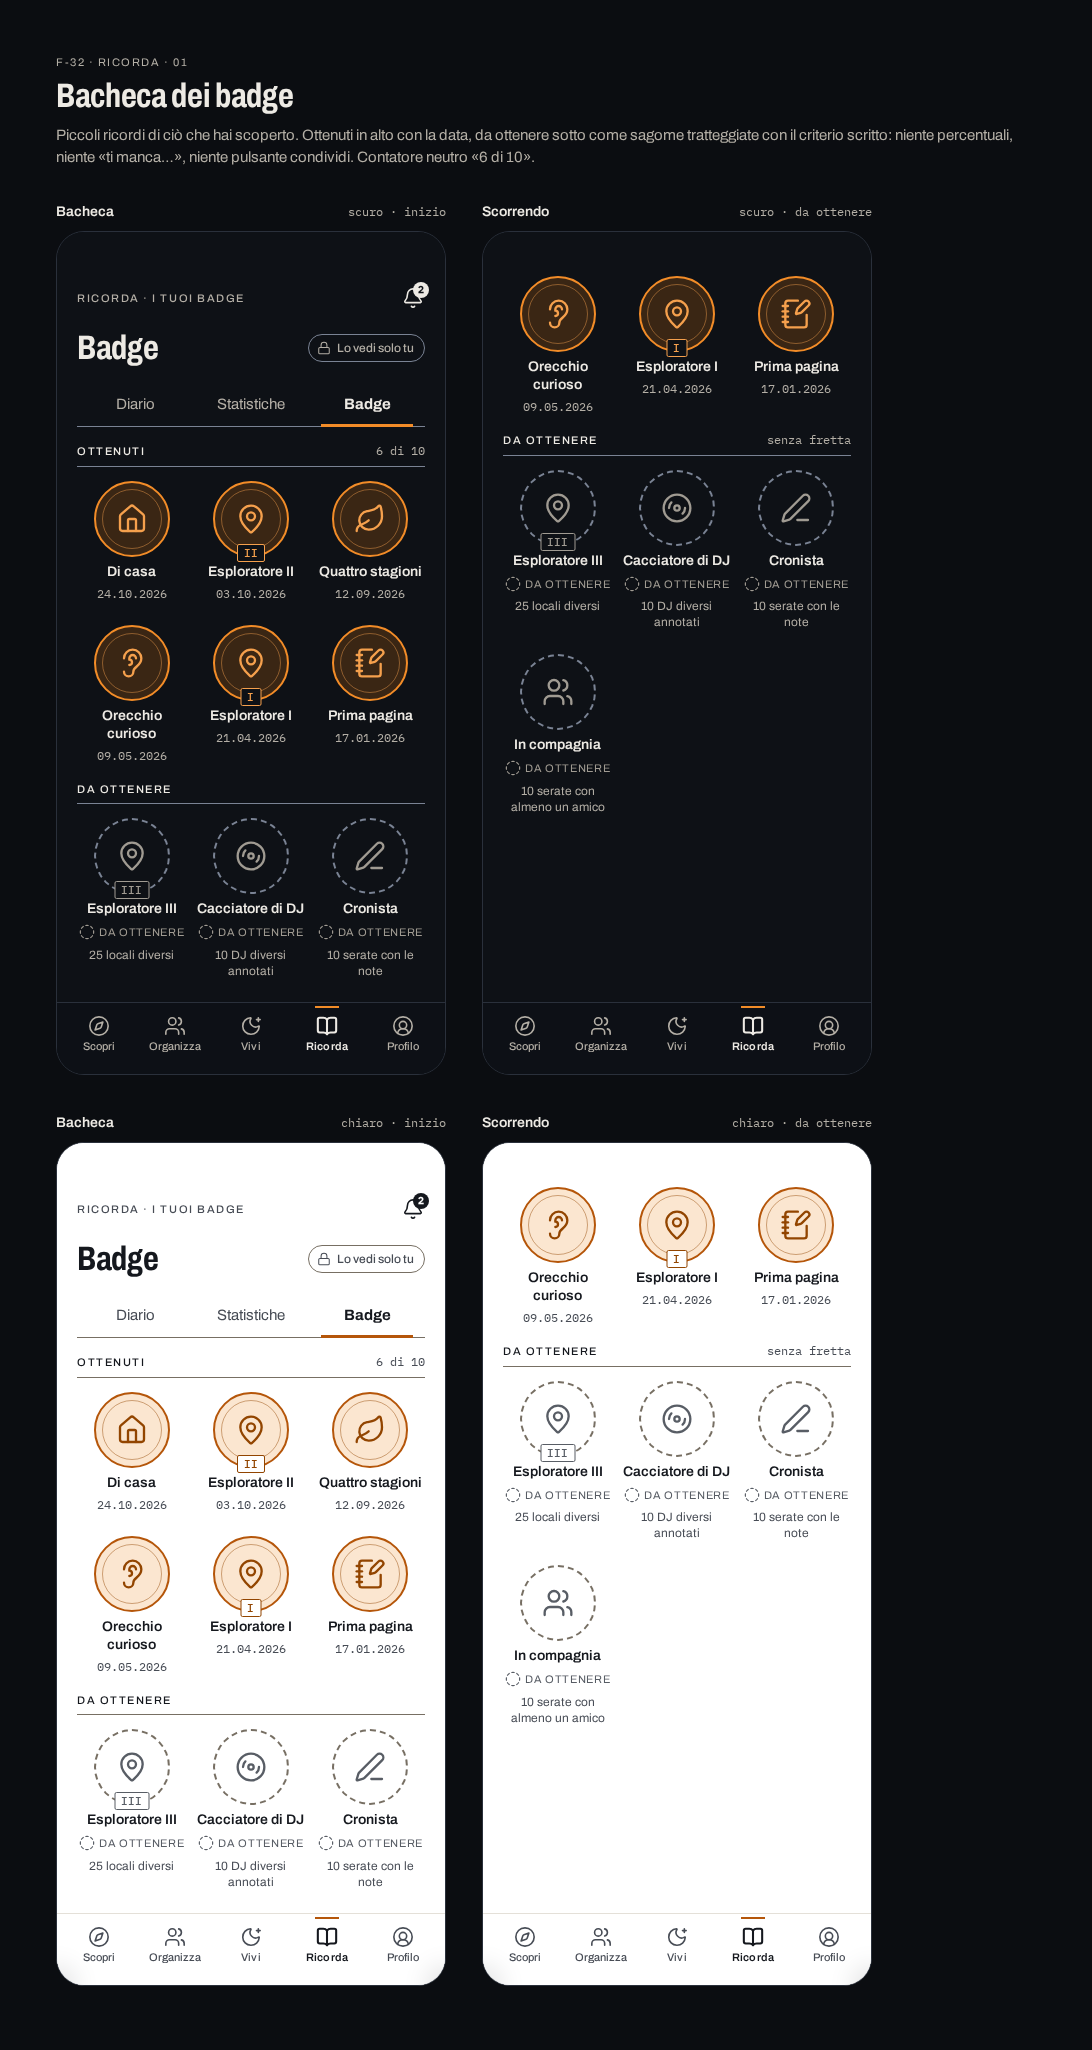 F-32 · RICORDA · 01
Bacheca dei badge
Piccoli ricordi di ciò che hai scoperto. Ottenuti in alto con la data, da ottenere sotto come sagome tratteggiate con il criterio scritto: niente percentuali,
niente «ti manca…», niente pulsante condividi. Contatore neutro «6 di 10».
Bacheca
scuro · inizio
RICORDA · I TUOI BADGE
2
Badge
Lo vedi solo tu
Diario
Statistiche
Badge
OTTENUTI
6 di 10
II
Di casa
Esploratore II
Quattro stagioni
24.10.2026
03.10.2026
12.09.2026
I
Orecchio
curioso
Esploratore I
Prima pagina
09.05.2026
21.04.2026
17.01.2026
DA OTTENERE
III
Esploratore III
Cacciatore di DJ
Cronista
DA OTTENERE
DA OTTENERE
DA OTTENERE
25 locali diversi
10 DJ diversi
annotati
10 serate con le
note
Scopri
Organizza
Vivi
Ricorda
Profilo
Scorrendo
scuro · da ottenere
I
Orecchio
curioso
Esploratore I
Prima pagina
09.05.2026
21.04.2026
17.01.2026
DA OTTENERE
senza fretta
III
Esploratore III
Cacciatore di DJ
Cronista
DA OTTENERE
DA OTTENERE
DA OTTENERE
25 locali diversi
10 DJ diversi
annotati
10 serate con le
note
In compagnia
DA OTTENERE
10 serate con
almeno un amico
Scopri
Organizza
Vivi
Ricorda
Profilo
Bacheca
chiaro · inizio
RICORDA · I TUOI BADGE
2
Badge
Lo vedi solo tu
Diario
Statistiche
Badge
OTTENUTI
6 di 10
II
Di casa
Esploratore II
Quattro stagioni
24.10.2026
03.10.2026
12.09.2026
I
Orecchio
curioso
Esploratore I
Prima pagina
09.05.2026
21.04.2026
17.01.2026
DA OTTENERE
III
Esploratore III
Cacciatore di DJ
Cronista
DA OTTENERE
DA OTTENERE
DA OTTENERE
25 locali diversi
10 DJ diversi
annotati
10 serate con le
note
Scopri
Organizza
Vivi
Ricorda
Profilo
Scorrendo
chiaro · da ottenere
I
Orecchio
curioso
Esploratore I
Prima pagina
09.05.2026
21.04.2026
17.01.2026
DA OTTENERE
senza fretta
III
Esploratore III
Cacciatore di DJ
Cronista
DA OTTENERE
DA OTTENERE
DA OTTENERE
25 locali diversi
10 DJ diversi
annotati
10 serate con le
note
In compagnia
DA OTTENERE
10 serate con
almeno un amico
Scopri
Organizza
Vivi
Ricorda
Profilo